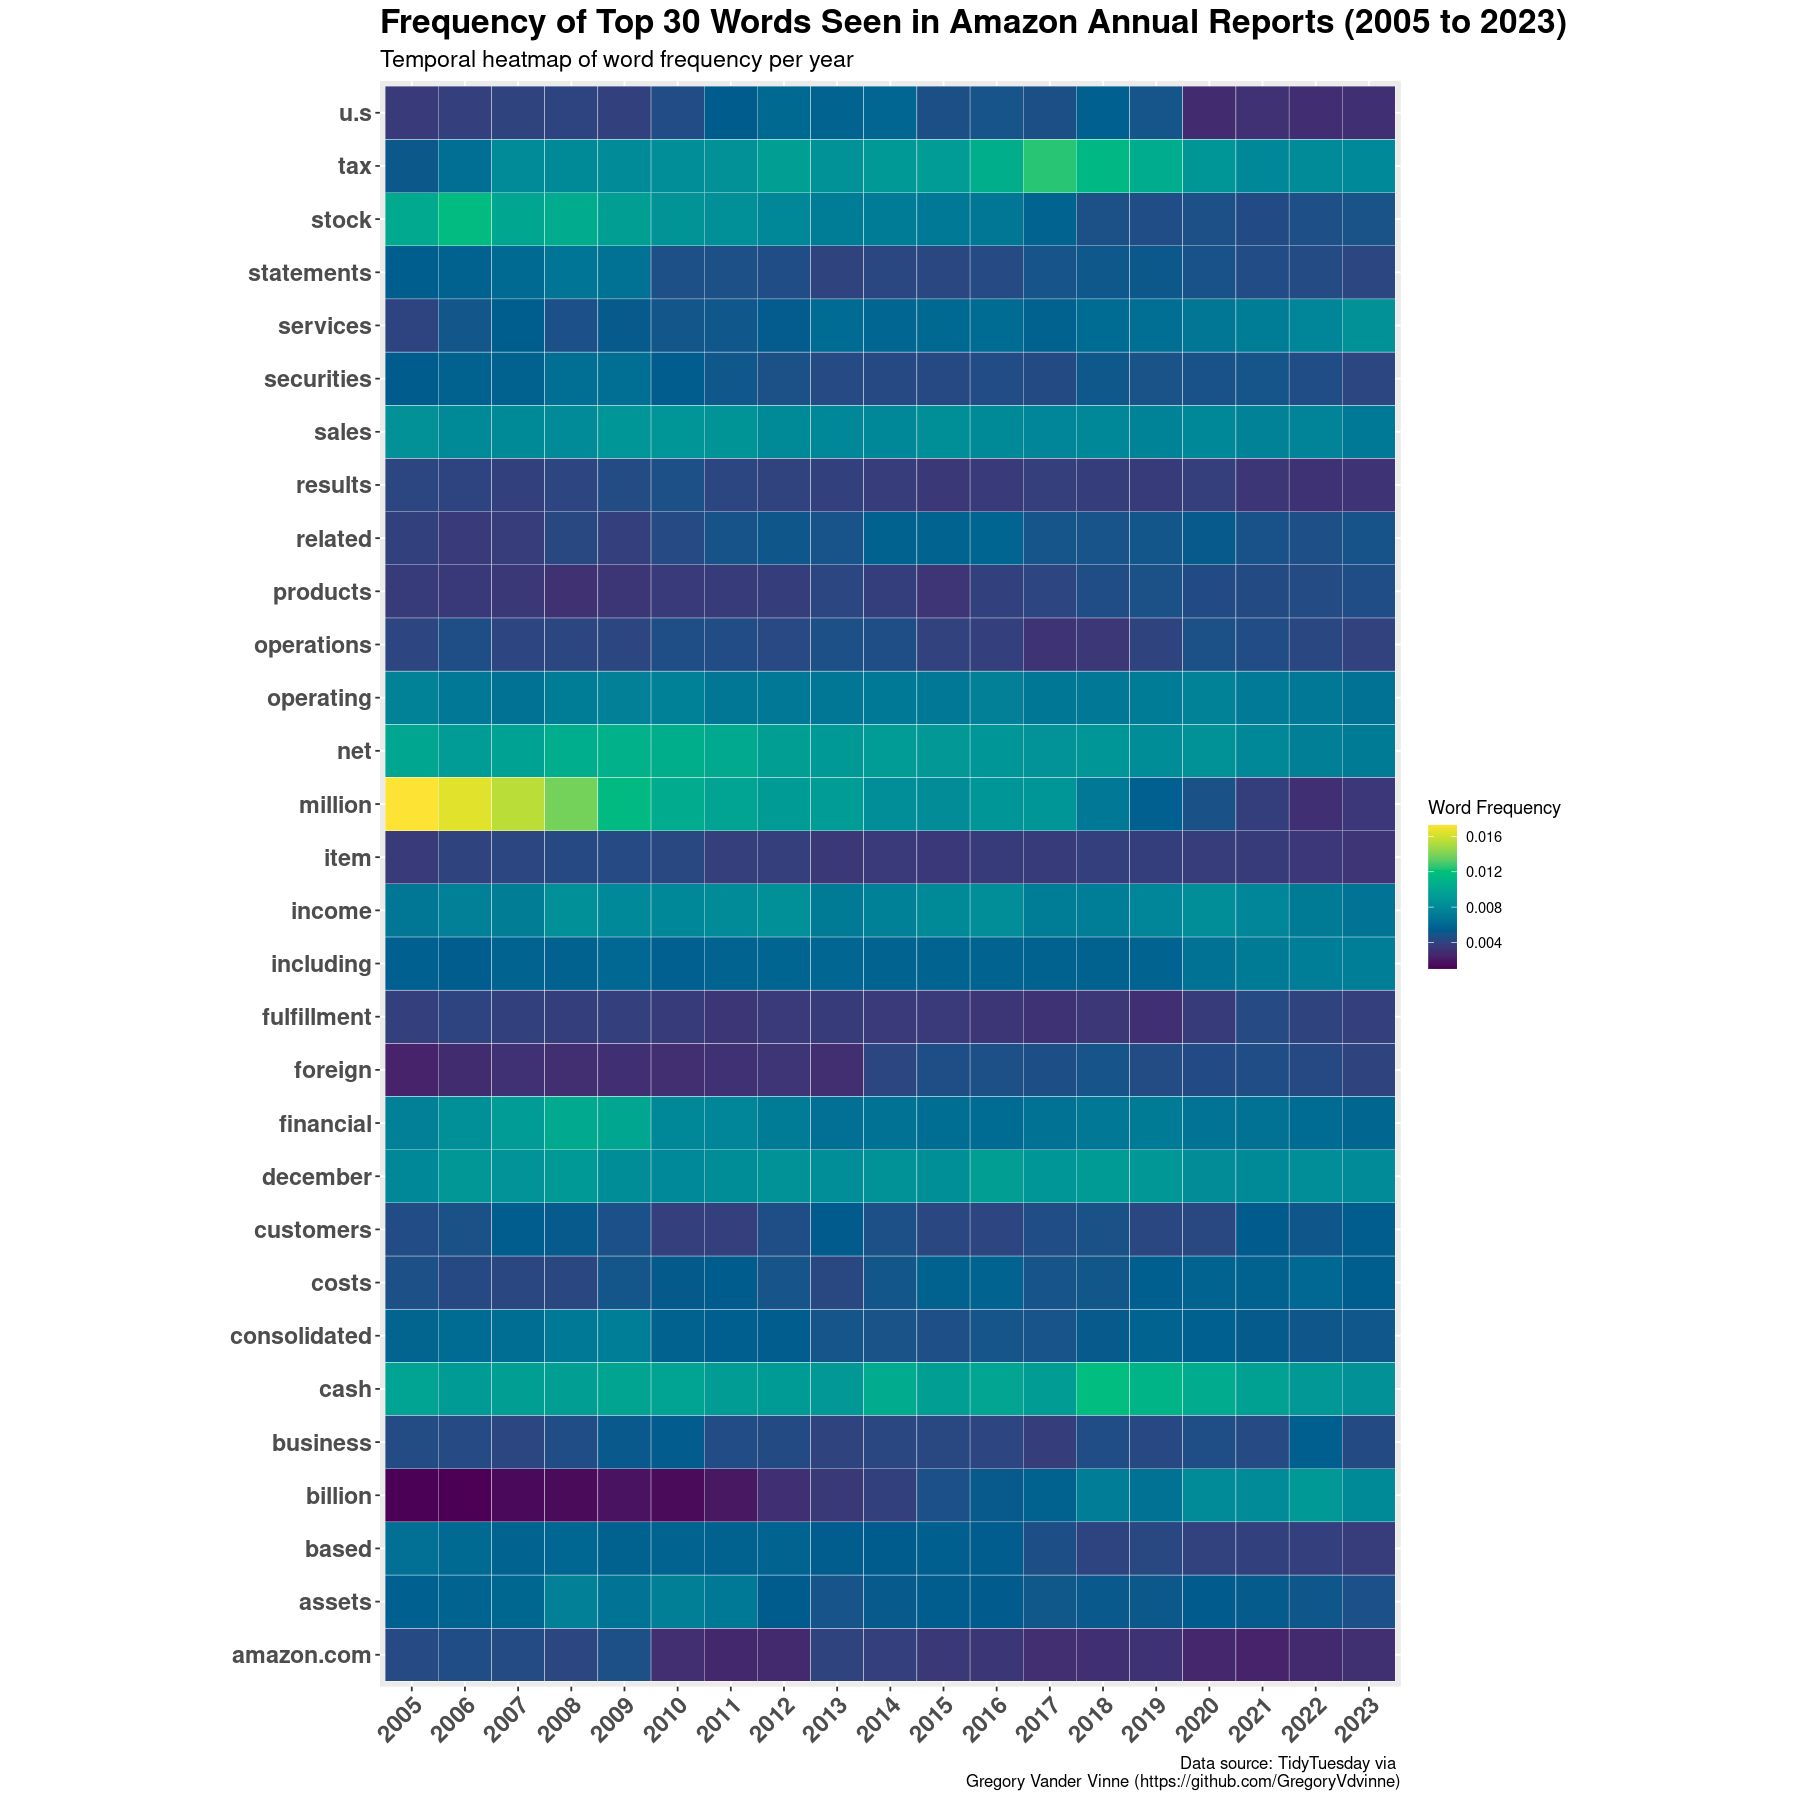 Frequency of Top 30 Words Seen in Amazon Annual Reports (2005 to 2023)
Temporal heatmap of word frequency per year
u.s
tax
stock
statements
services
securities
sales
results
related
products
operations
operating
net
million
item
income
including
fulfillment
foreign
financial
december
customers
costs
consolidated
cash
business
billion
based
assets
amazon.com
2005 2006 2007 2008 2009 2010 2011 2012 2013 2014 2015 2016 2017 2018 2019 2020 2021 2022 2023
Word Frequency
0.016
0.012
0.008
0.004
Data source: TidyTuesday via
Gregory Vander Vinne (https://github.com/GregoryVdvinne)